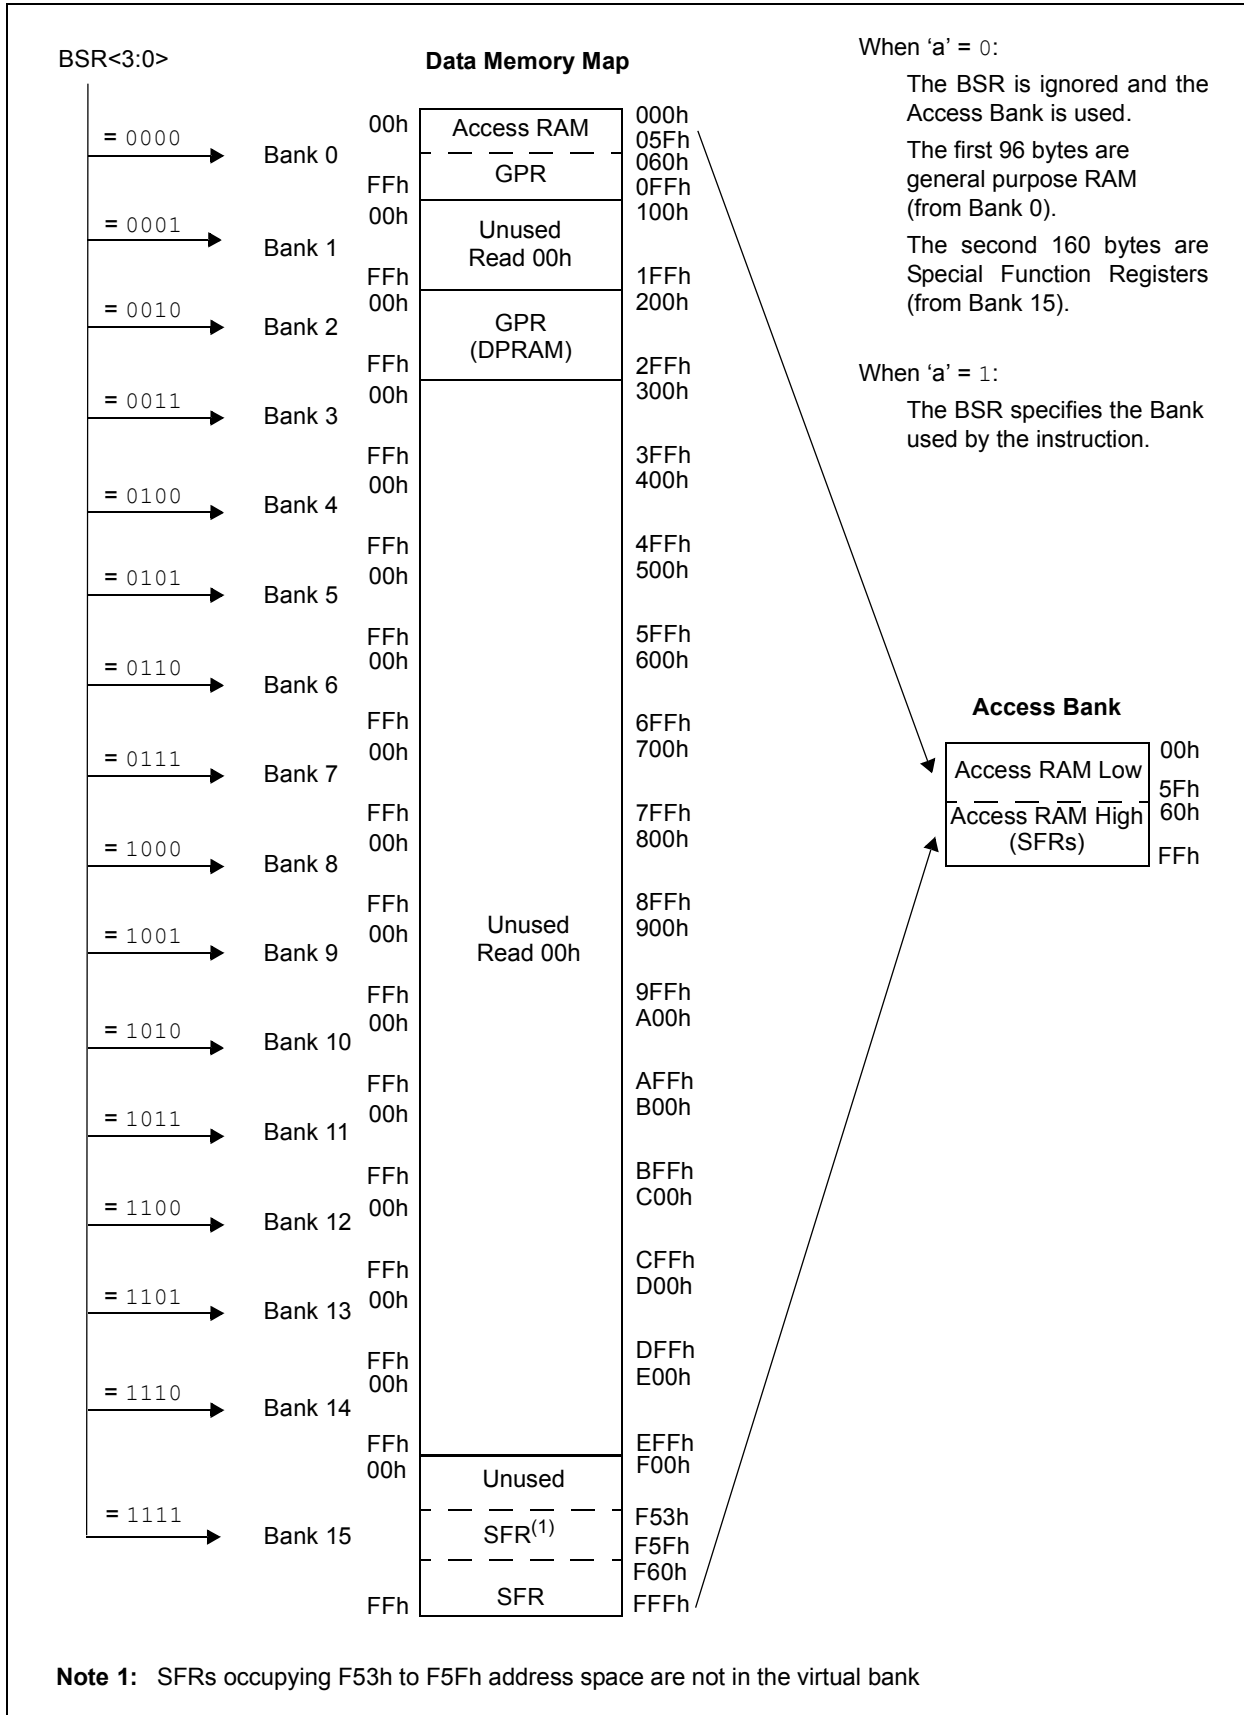 BSR<3:0>
Data Memory Map
When ‘a’ = 0:
The BSR is ignored and the
Access Bank is used.
The first 96 bytes are
general purpose RAM
(from Bank 0).
The second 160 bytes are
Special Function Registers
(from Bank 15).
When ‘a’ = 1:
The BSR specifies the Bank
used by the instruction.
= 0000
Bank 0
00h
FFh
Access RAM
GPR
000h
05Fh
060h
0FFh
= 0001
Bank 1
00h
FFh
Unused
Read 00h
100h
1FFh
= 0010
Bank 2
00h
FFh
GPR
(DPRAM)
200h
2FFh
= 0011
Bank 3
00h
FFh
300h
3FFh
= 0100
Bank 4
00h
FFh
400h
4FFh
= 0101
Bank 5
00h
FFh
500h
5FFh
= 0110
Bank 6
00h
FFh
600h
6FFh
= 0111
Bank 7
00h
FFh
700h
7FFh
= 1000
Bank 8
00h
FFh
800h
8FFh
= 1001
Bank 9
00h
FFh
Unused
Read 00h
900h
9FFh
= 1010
Bank 10
00h
FFh
A00h
AFFh
= 1011
Bank 11
00h
FFh
B00h
BFFh
= 1100
Bank 12
00h
FFh
C00h
CFFh
= 1101
Bank 13
00h
FFh
D00h
DFFh
= 1110
Bank 14
00h
FFh
E00h
EFFh
= 1111
Bank 15
00h
FFh
Unused
SFR(1)
SFR
F00h
F53h
F5Fh
F60h
FFFh
Access Bank
Access RAM Low
Access RAM High
(SFRs)
00h
5Fh
60h
FFh
Note 1: SFRs occupying F53h to F5Fh address space are not in the virtual bank